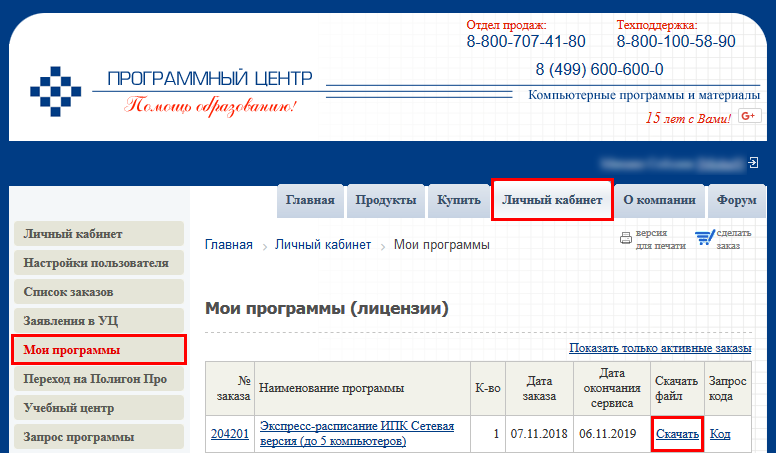 Отдел продаж: Техподдержка:
8-800-707-41-80 8-800-100-58-90
8 (499) 600-600-0
ПРОГРАММНЫЙ ЦЕНТР
Помощь образованию!
Компьютерные программы и материалы
15 лет с Вами! G+
Главная Продукты Купить Личный кабинет О компании Форум
Личный кабинет
Настройки пользователя
Список заказов
Заявления в УЦ
Мои программы
Переход на Полигон Про
Учебный центр
Запрос программы
Главная › Личный кабинет › Мои программы
версия
для печати
сделать
заказ
Мои программы (лицензии)
Показать только активные заказы
№ заказа Наименование программы К-во Дата заказа Дата окончания сервиса Скачать файл Запрос кода
204201 Экспресс-расписание ИПК Сетевая версия (до 5 компьютеров) 1 07.11.2018 06.11.2019 Скачать Код